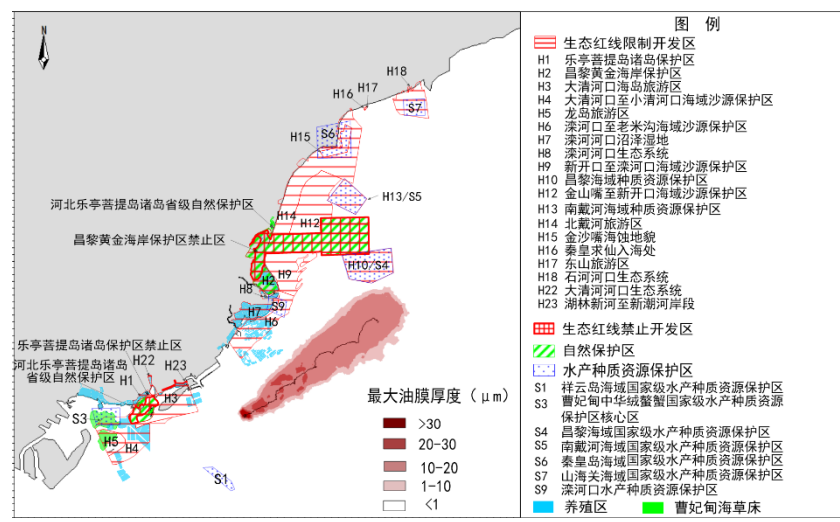 N
H18
H17
H16
S7
S6
H15
H13/S5
河北乐亭菩提诸岛省级自然保护区
H14
H12
昌黎黄金海岸保护区禁止区
H10/S4
H9
H2
H8
S9
H7
H6
乐亭菩提诸岛保护区禁止区
H22
河北乐亭菩提诸岛
省级自然保护区
H23
H1
H3
S3
H5
H4
S1
最大油膜厚度（μm）
>30
20-30
10-20
1-10
<1
图 例
生态红线限制开发区
H1 乐亭菩提诸岛保护区
H2 昌黎黄金海岸保护区
H3 大清河口海岛旅游区
H4 大清河口至小清河口海域沙源保护区
H5 龙岛旅游区
H6 滦河口至老米沟海域沙源保护区
H7 滦河河口沼泽湿地
H8 滦河河口生态系统
H9 新开口至滦河口海域沙源保护区
H10 昌黎海域种质资源保护区
H12 金山嘴至新开口海域沙源保护区
H13 南戴河海域种质资源保护区
H14 北戴河旅游区
H15 金沙嘴海蚀地貌
H16 秦皇求仙入海处
H17 东山旅游区
H18 石河河口生态系统
H22 大清河河口生态系统
H23 湖林新河至新潮河岸段
生态红线禁止开发区
自然保护区
水产种质资源保护区
S1 祥云岛海域国家级水产种质资源保护区
S3 曹妃甸中华绒螯蟹国家级水产种质资源
保护区核心区
S4 昌黎海域国家级水产种质资源保护区
S5 南戴河海域国家级水产种质资源保护区
S6 秦皇岛海域国家级水产种质资源保护区
S7 山海关海域国家级水产种质资源保护区
S9 滦河口水产种质资源保护区
养殖区
曹妃甸海草床